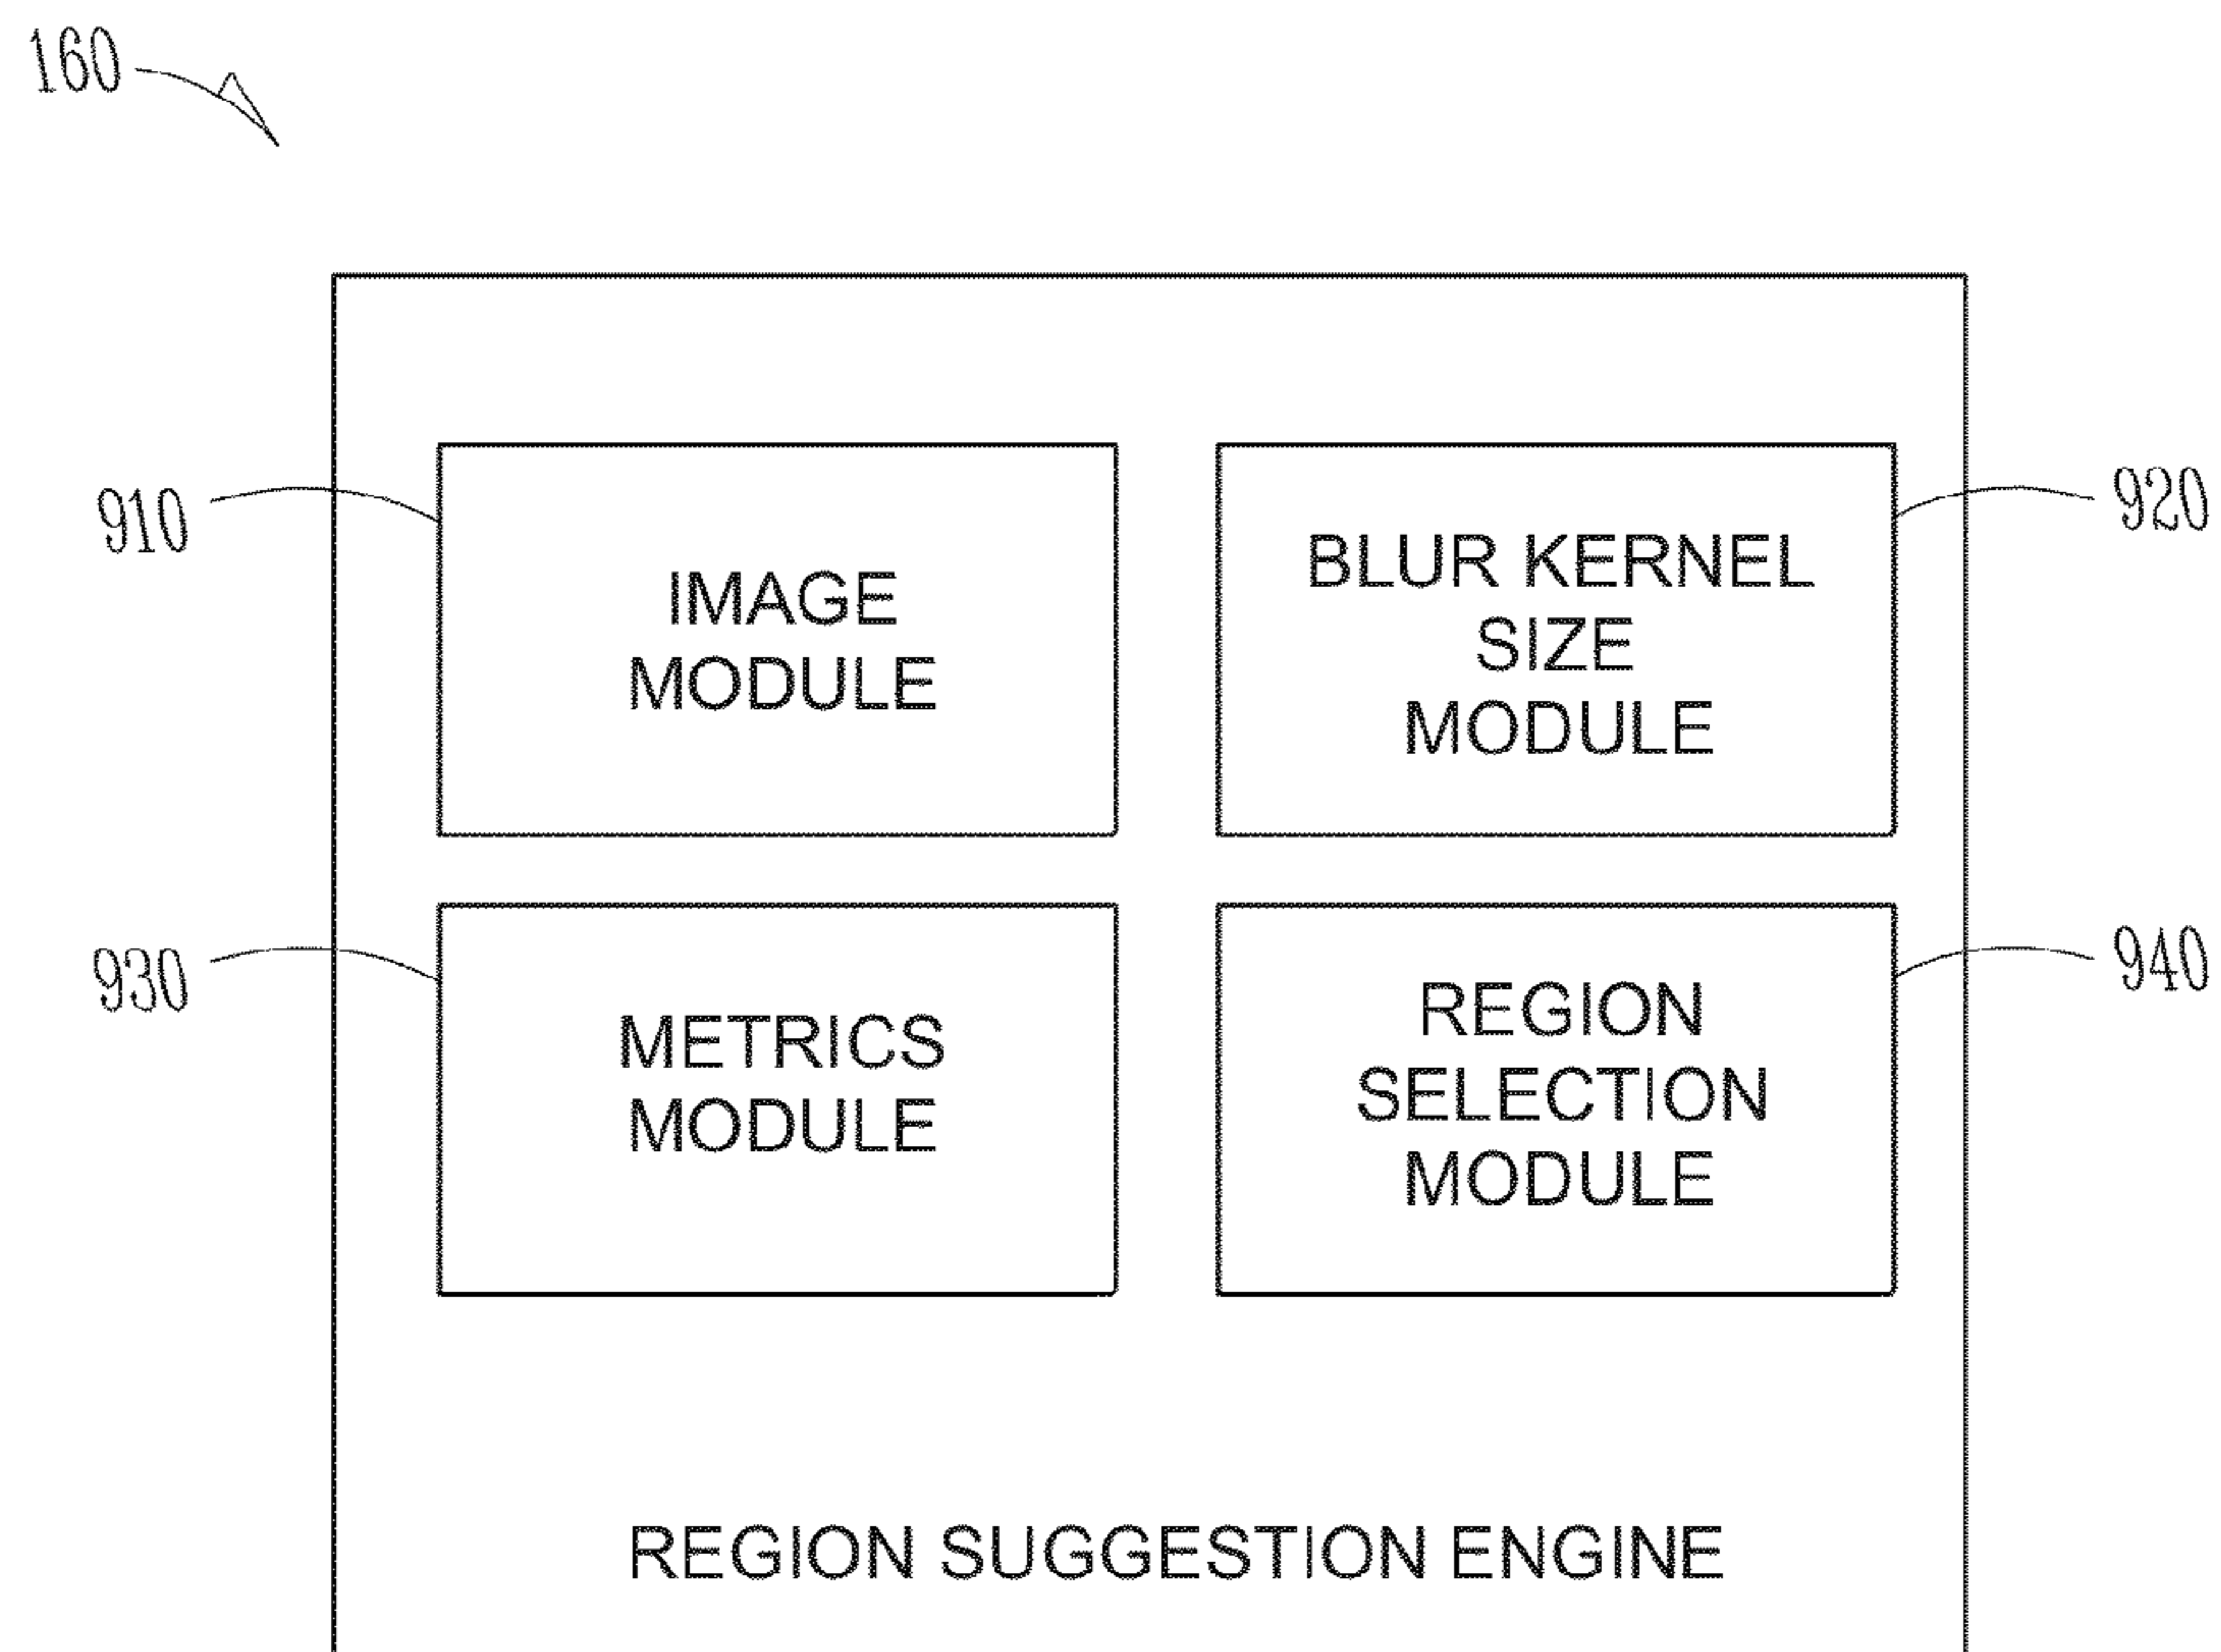 160
910
IMAGE
MODULE
920
BLUR KERNEL
SIZE
MODULE
930
METRICS
MODULE
940
REGION
SELECTION
MODULE
REGION SUGGESTION ENGINE